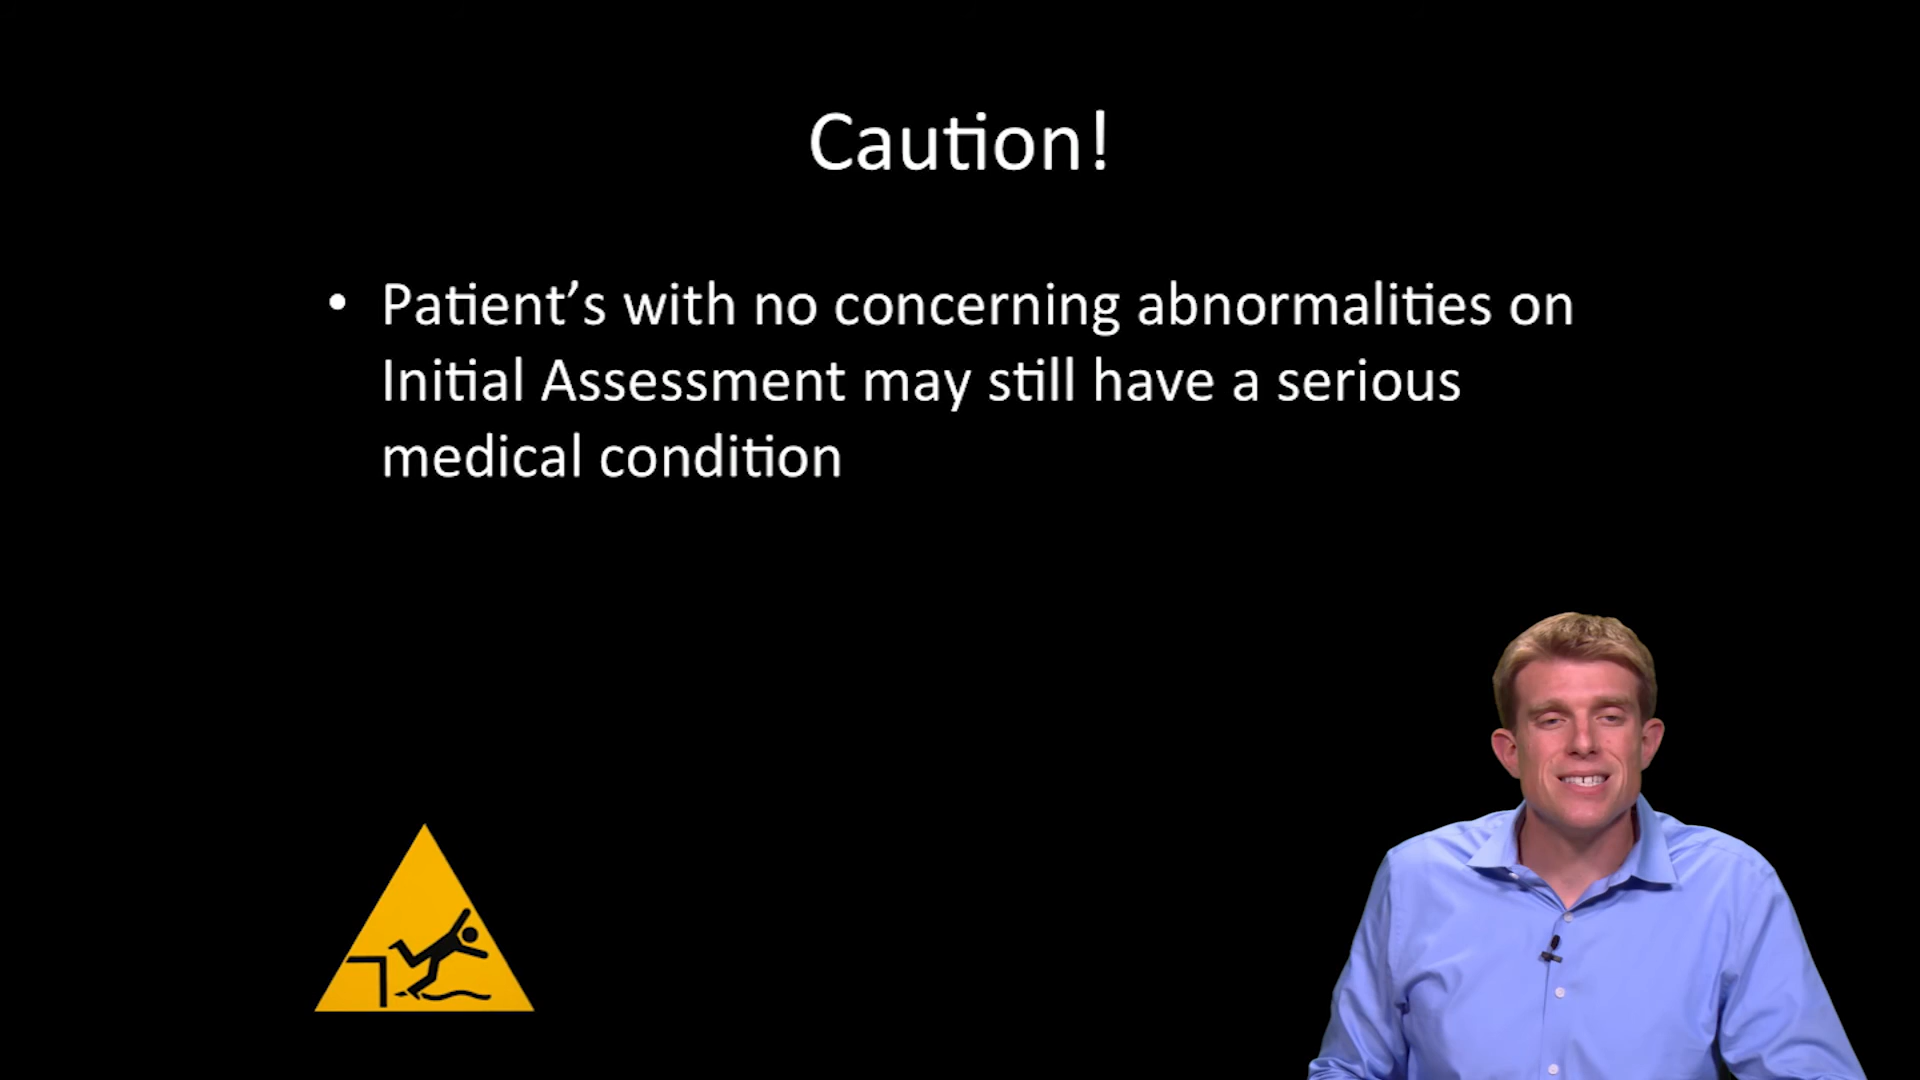 Caution!
• Patient’s with no concerning abnormalities on
Initial Assessment may still have a serious
medical condition